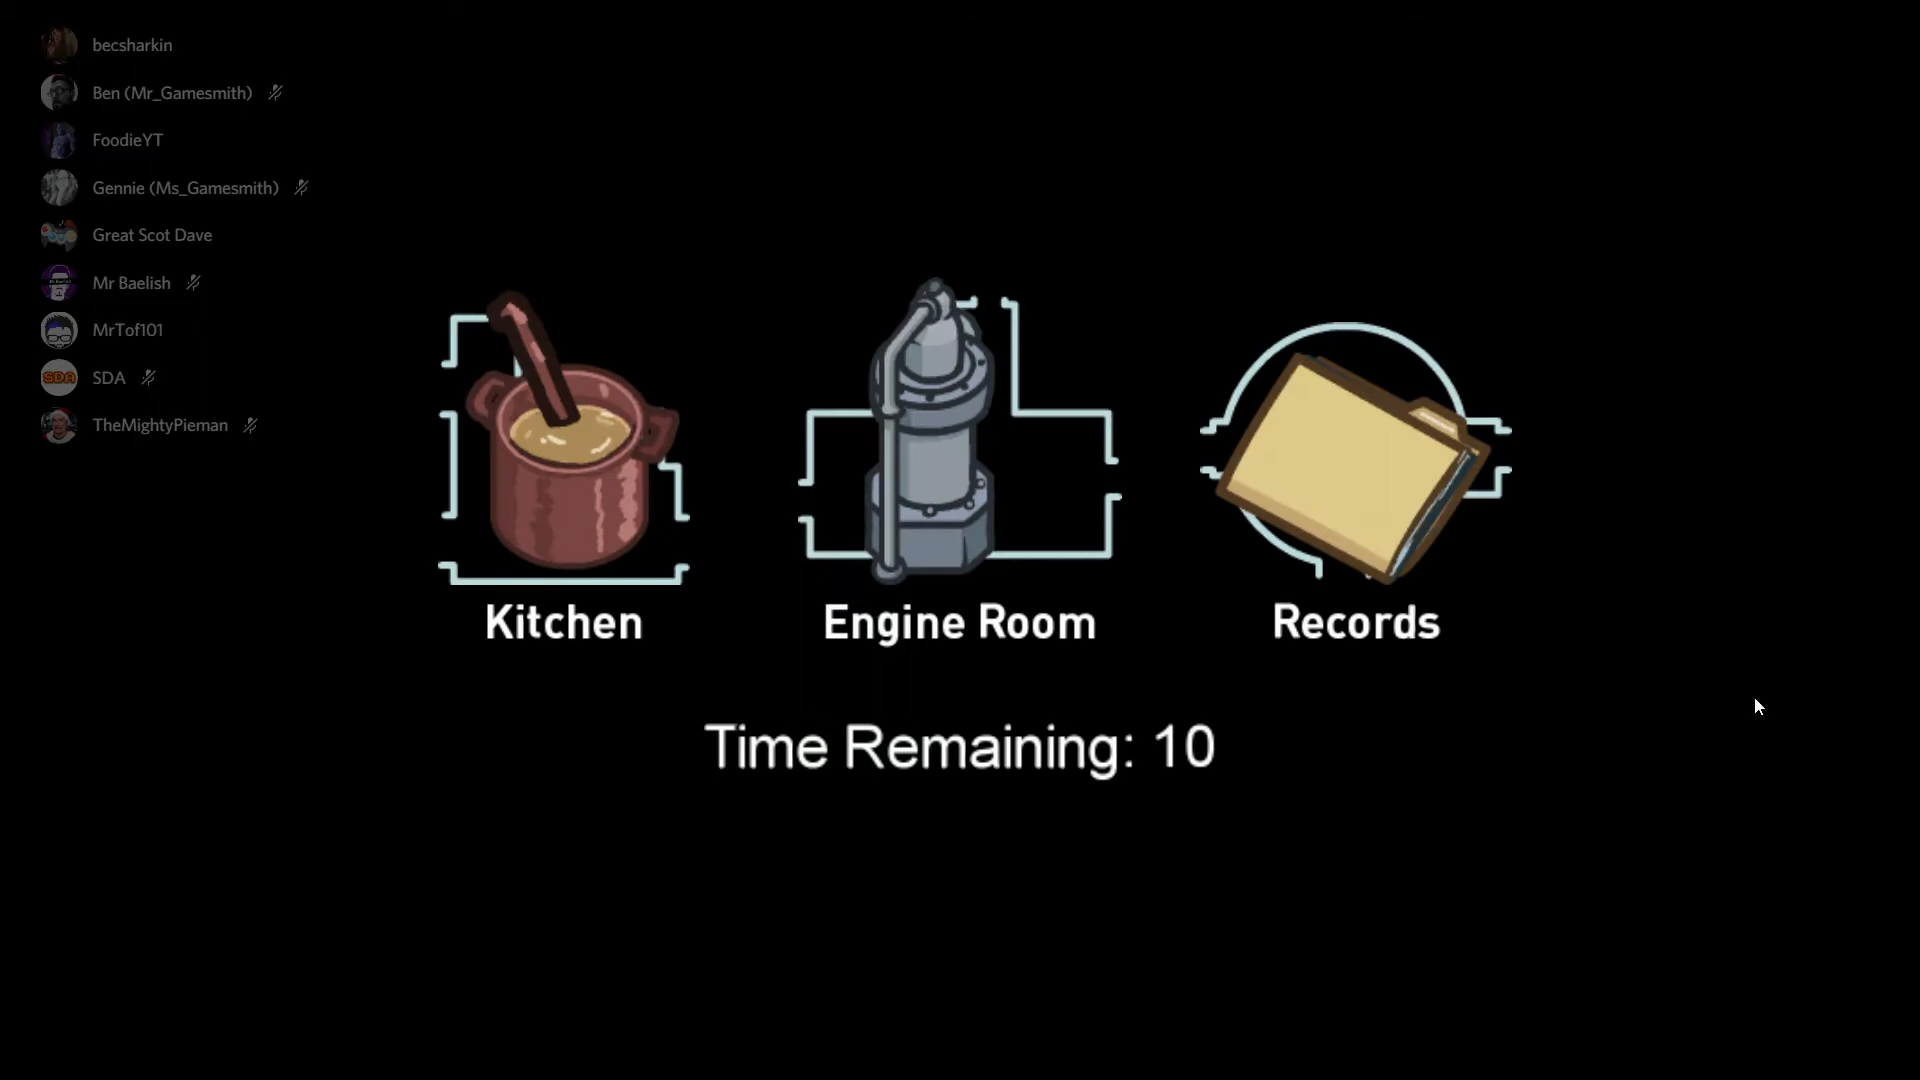 becsharkin
Ben (Mr_Gamesmith)
FoodieYT
Gennie (Ms_Gamesmith)
Great Scot Dave
Mr Baelish
MrTof101
SDA
SDA
TheMightyPieman
Kitchen
Engine Room
Records
Time Remaining: 10